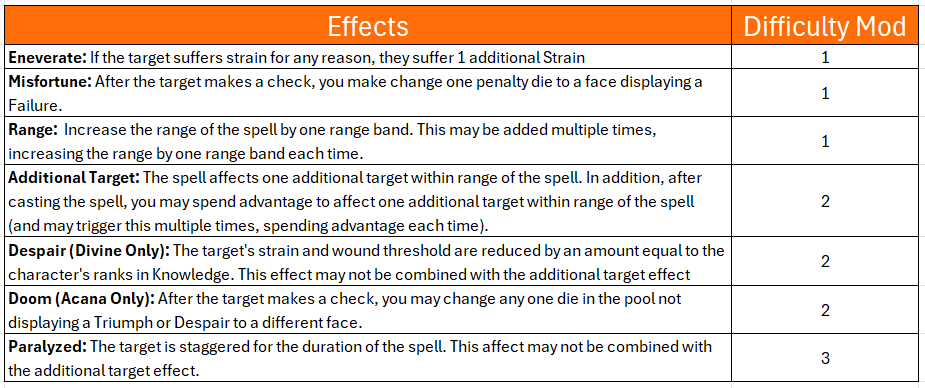 Effects
Difficulty Mod
Eneverate: If the target suffers strain for any reason, they suffer 1 additional Strain
1
Misfortune: After the target makes a check, you make change one penalty die to a face displaying a
Failure.
1
Range:  Increase the range of the spell by one range band. This may be added multiple times,
increasing the range by one range band each time.
1
Additional Target: The spell affects one additional target within range of the spell. In addition, after
casting the spell, you may spend advantage to affect one additional target within range of the spell
(and may trigger this multiple times, spending advantage each time).
2
Despair (Divine Only): The target's strain and wound threshold are reduced by an amount equal to the
character's ranks in Knowledge. This effect may not be combined with the additional target effect
2
Doom (Acana Only): After the target makes a check, you may change any one die in the pool not
displaying a Triumph or Despair to a different face.
2
Paralyzed: The target is staggered for the duration of the spell. This affect may not be combined with
the additional target effect.
3